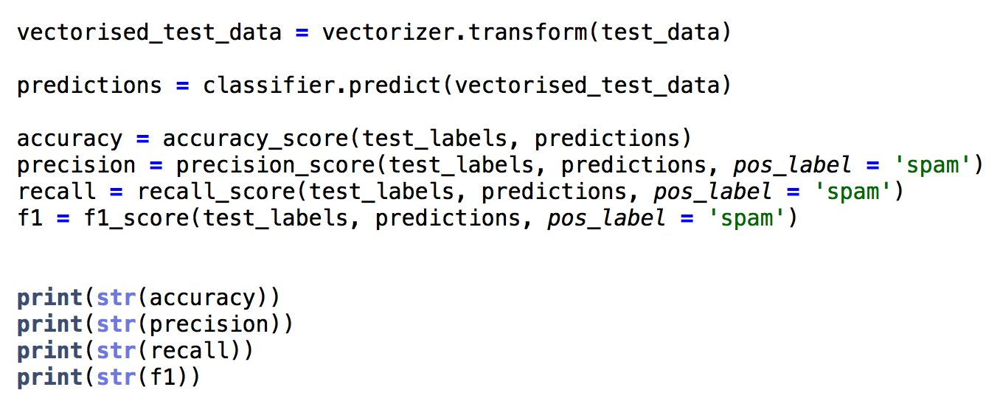 vectorised_test_data = vectorizer.transform(test_data)
predictions = classifier.predict(vectorised_test_data)
accuracy = accuracy_score(test_labels, predictions)
precision = precision_score(test_labels, predictions, pos_label = 'spam')
recall = recall_score(test_labels, predictions, pos_label = 'spam')
f1 = f1_score(test_labels, predictions, pos_label = 'spam')
print(str(accuracy))
print(str(precision))
print(str(recall))
print(str(f1))